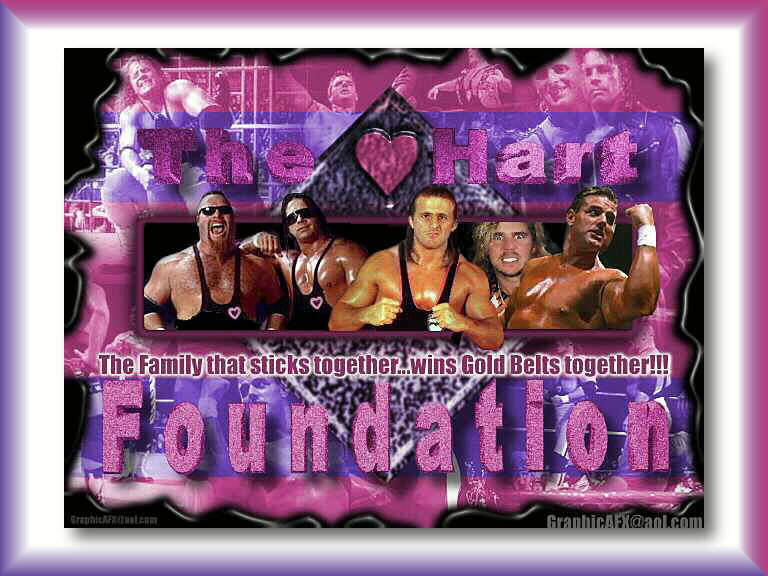 The Hart
The Family that sticks together...wins Gold Belts together!!!
Foundation
GraphicAFX@aol.com GraphicAFX@aol.com